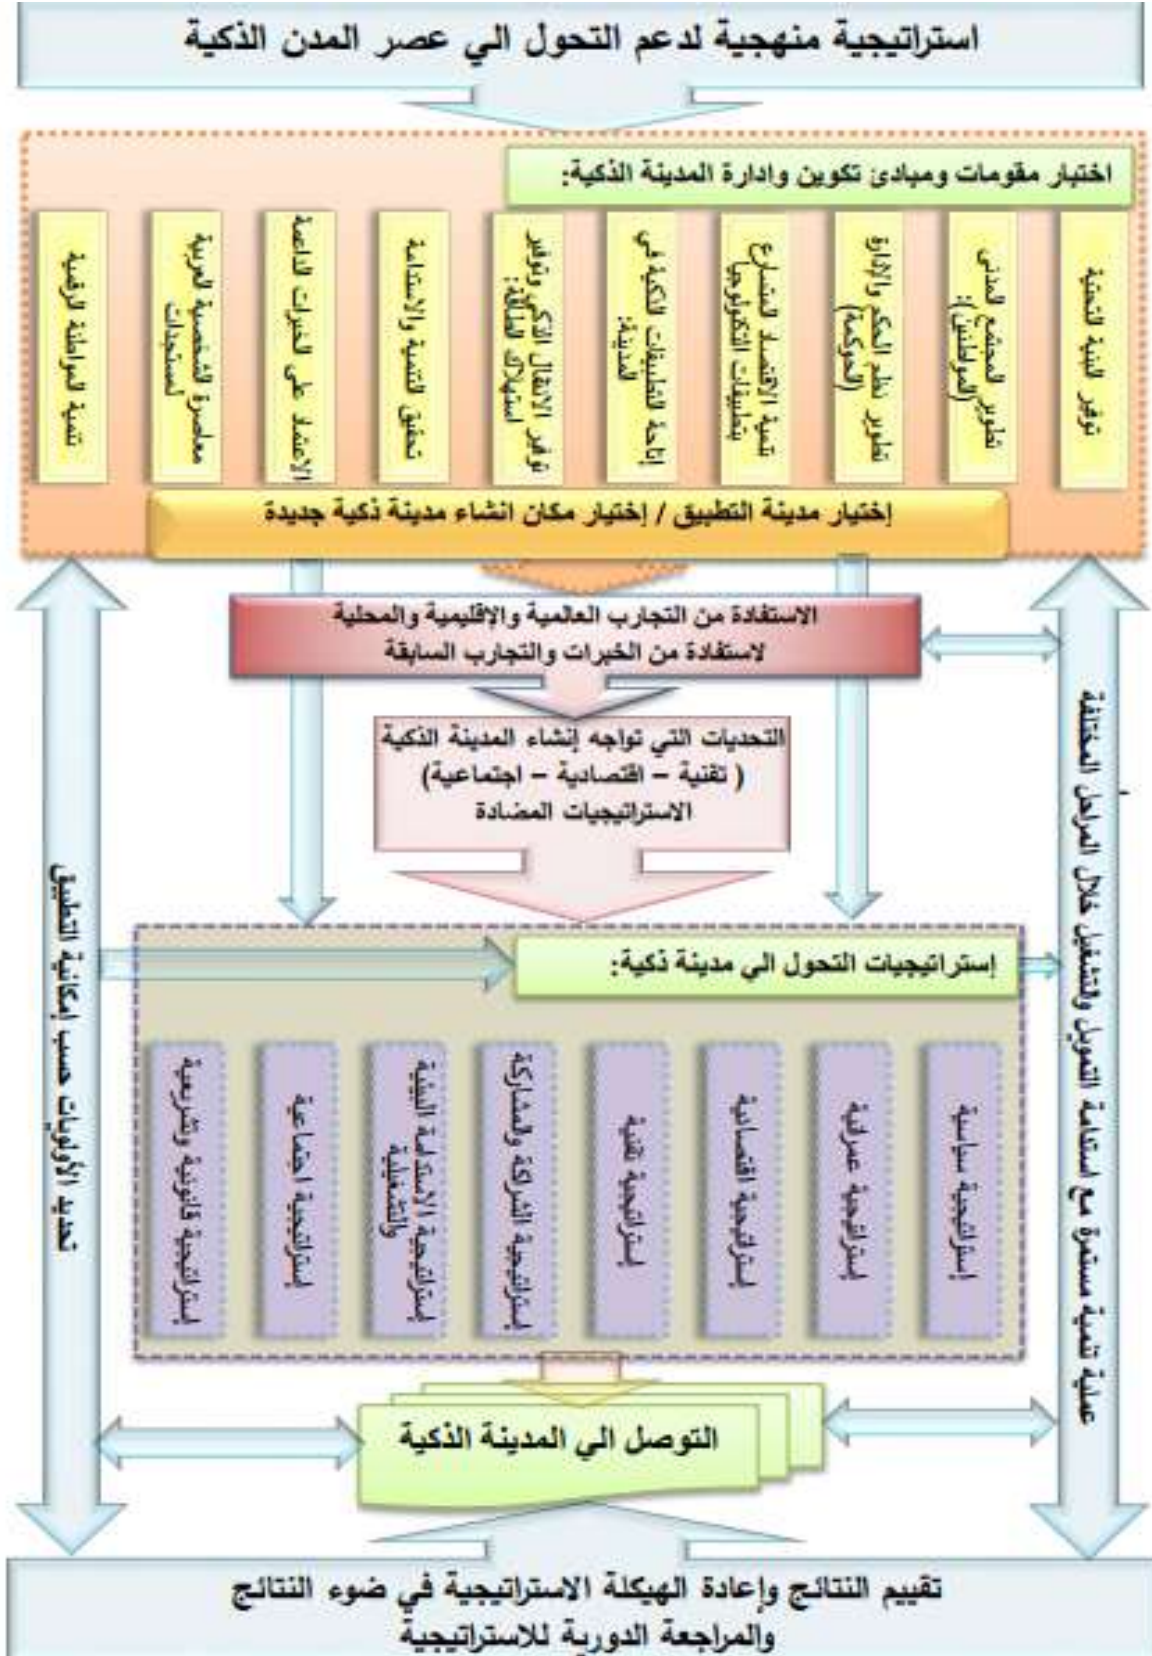 استراتيجية منهجية لدعم التحول الي عصر المدن الذكية
اختبار مقومات ومبادئ تكوين وادارة المدينة الذكية:
توفير البنية التحتية
تطوير المجتمع المدنى
(المواطنين):
تطوير نظم الحكم والإدارة
(الحوكمة)
تنمية الاقتصاد المتسارع
بتطبيقات التكنولوجيا
إتاحة التطبيقات الذكية في
المدينة:
توفير الانتقال الذكي وتوفير
استهلاك الطاقة:
تحقيق التنمية والاستدامة
الاعتماد على الخبرات الداعمة
معاصرة الشخصية العربية
لمستجدات
تنمية المواطنة الرقمية
إختيار مدينة التطبيق / إختيار مكان انشاء مدينة ذكية جديدة
الاستفادة من التجارب العالمية والإقليمية والمحلية
لاستفادة من الخبرات والتجارب السابقة
التحديات التي تواجه إنشاء المدينة الذكية
( تقنية – اقتصادية – اجتماعية)
الاستراتيجيات المضادة
عملية تنمية مستمرة مع استدامة التمويل والتشغيل خلال المراحل المختلفة
تحديد الأولويات حسب إمكانية التطبيق
إستراتيجيات التحول الي مدينة ذكية:
إستراتيجية سياسية
إستراتيجية عمرانية
إستراتيجية اقتصادية
إستراتيجية تقنية
إستراتيجية الشراكة والمشاركة
إستراتيجية الاستدامة البيئية
والتشغيلية
إستراتيجية اجتماعية
إستراتيجية قانونية وتشريعية
التوصل الي المدينة الذكية
تقييم النتائج وإعادة الهيكلة الاستراتيجية في ضوء النتائج
والمراجعة الدورية للاستراتيجية